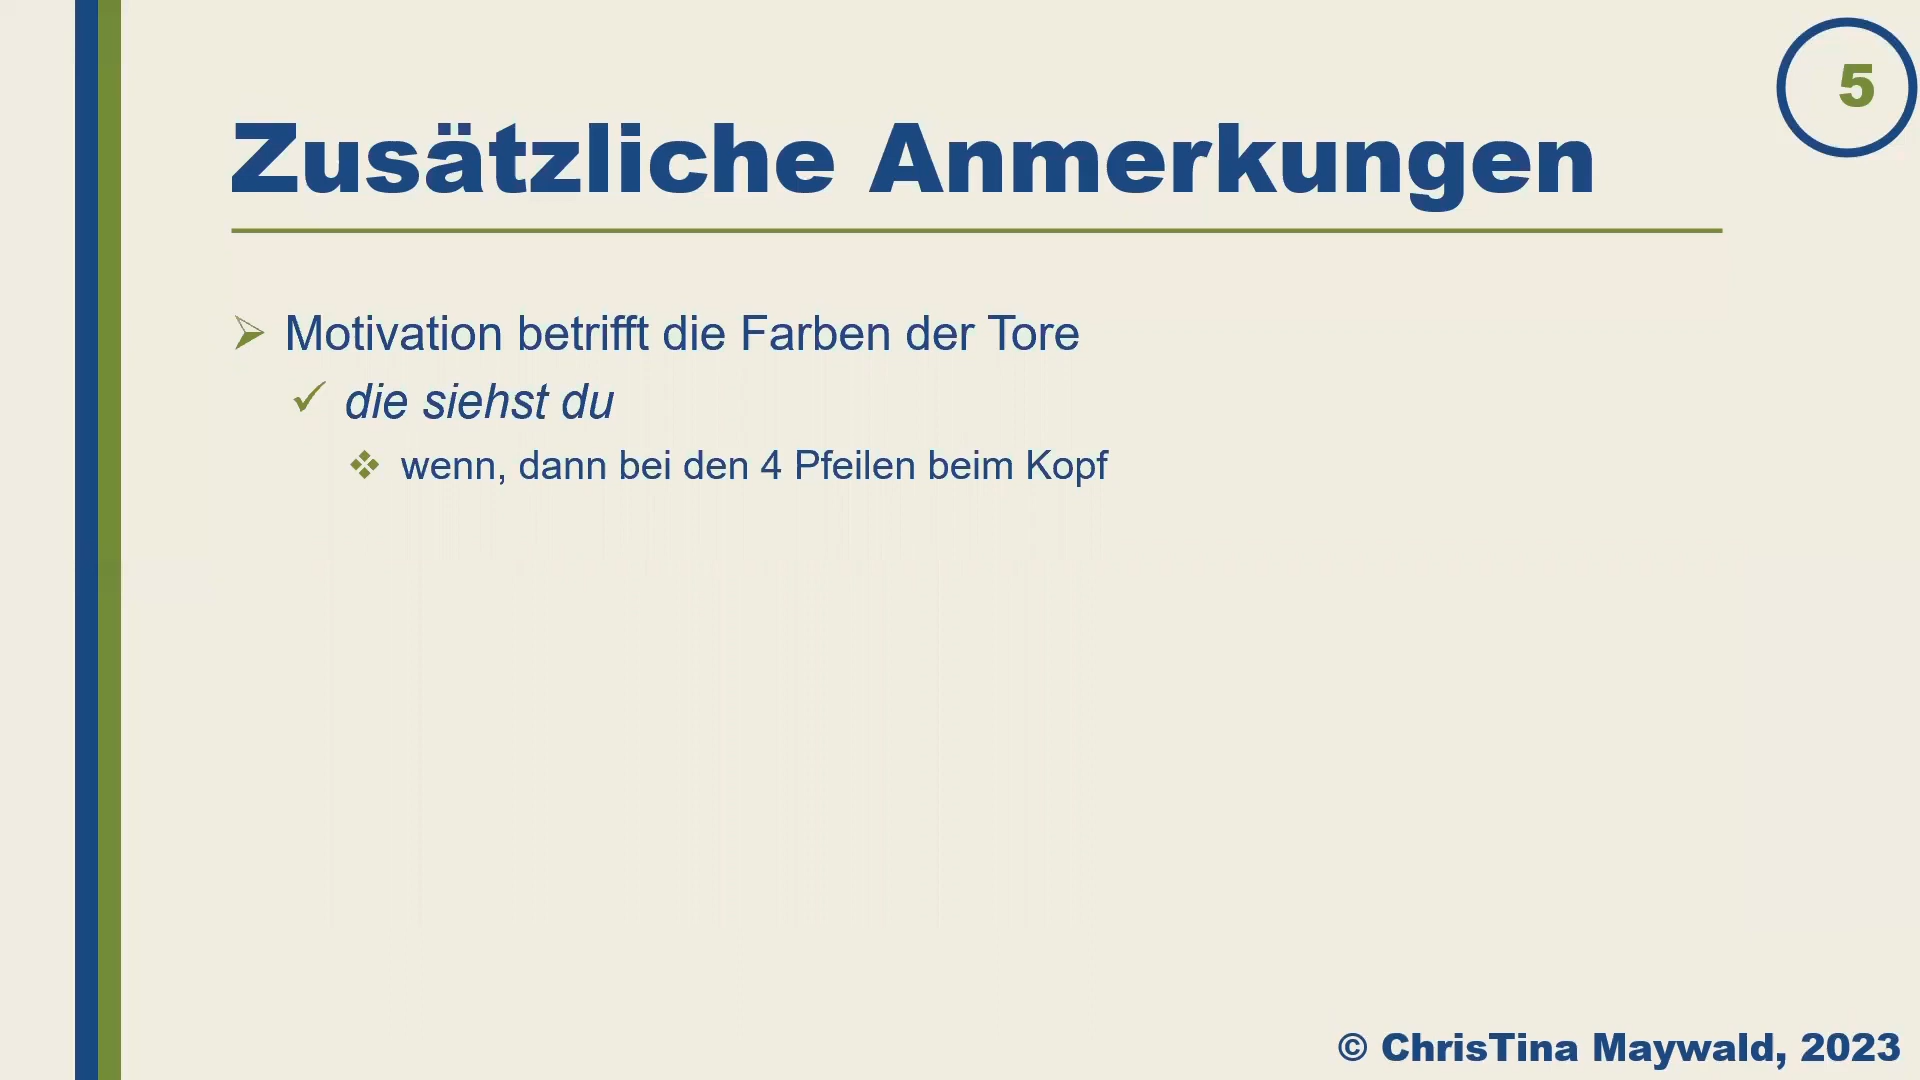 5
Zusätzliche Anmerkungen
Motivation betrifft die Farben der Tore
die siehst du
wenn, dann bei den 4 Pfeilen beim Kopf
© ChrisTina Maywald, 2023